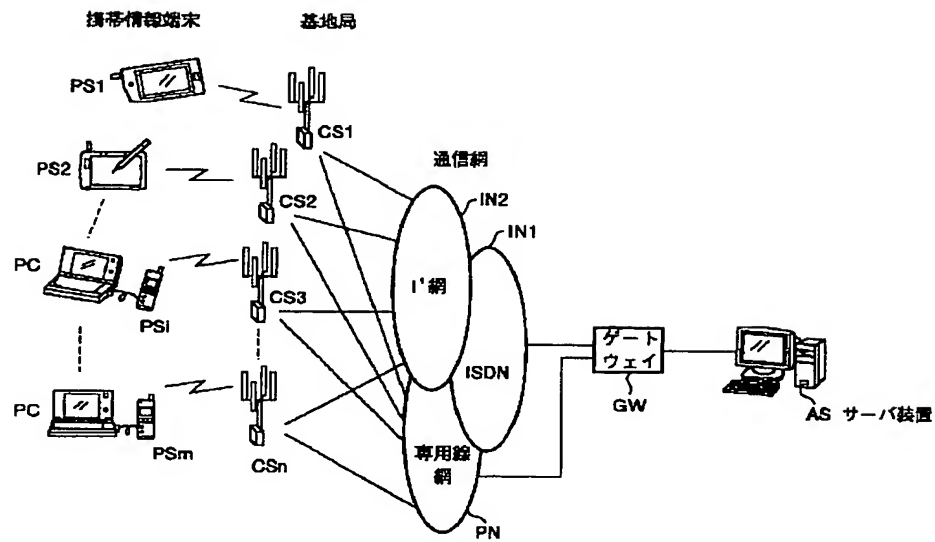 携帯情報端末
基地局
PS1
CS1
PS2
CS2
通信網
IN2
IN1
PC
PSi
CS3
I'網
ISDN
ゲート
ウェイ
GW
AS サーバ装置
PC
PSm
CSn
専用線
網
PN